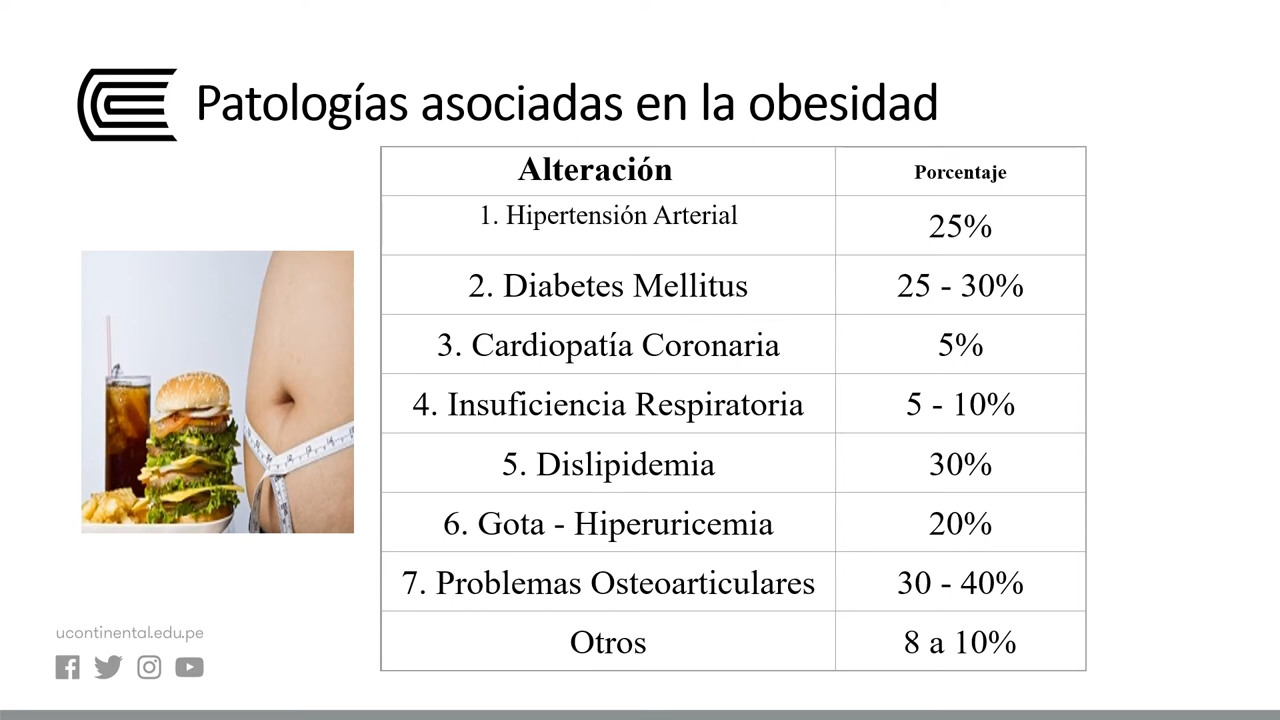 Patologías asociadas en la obesidad
Alteración Porcentaje
1. Hipertensión Arterial 25%
2. Diabetes Mellitus 25 - 30%
3. Cardiopatía Coronaria 5%
4. Insuficiencia Respiratoria 5 - 10%
5. Dislipidemia 30%
6. Gota - Hiperuricemia 20%
7. Problemas Osteoarticulares 30 - 40%
Otros 8 a 10%
ucontinental.edu.pe